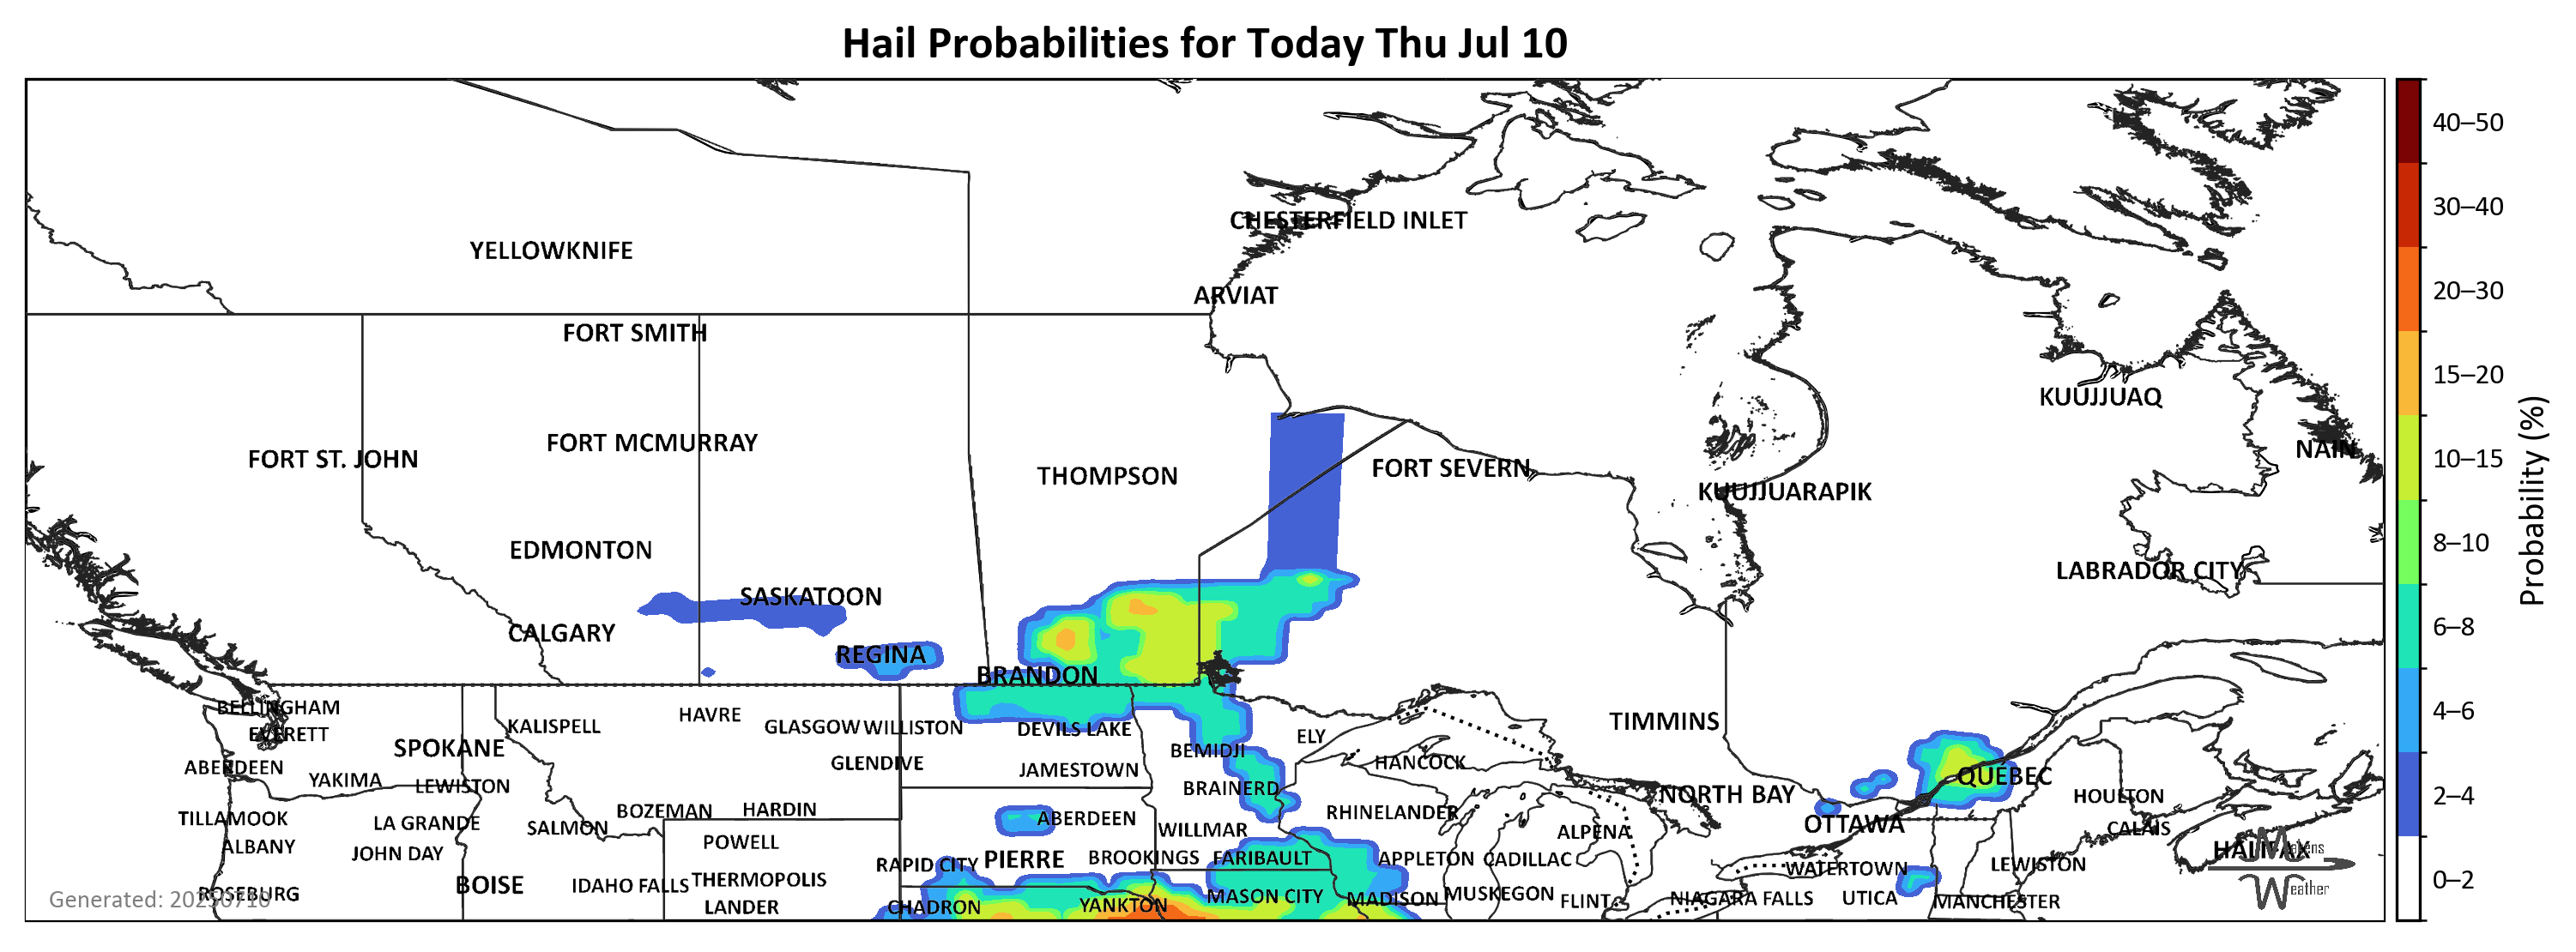 Hail Probabilities for Today Thu Jul 10
CHESTERFIELD INLET
YELLOWKNIFE
ARVIAT
FORT SMITH
KUUJJUAQ
FORT MCMURRAY
NAIN
FORT ST. JOHN
FORT SEVERN
THOMPSON
KUUJJUARAPIK
EDMONTON
LABRADOR CITY
SASKATOON
CALGARY
REGINA
BRANDON
BELLINGHAM
HAVRE
TIMMINS
KALISPELL
GLASGOW
WILLISTON
DEVILS LAKE
EVERETT
ELY
SPOKANE
BEMIDJI
GLENDIVE
HANCOCK
ABERDEEN
JAMESTOWN
QUÉBEC
YAKIMA
LEWISTON
BRAINERD
NORTH BAY
HOULTON
BOZEMAN
HARDIN
RHINELANDER
TILLAMOOK
ABERDEEN
LA GRANDE
SALMON
WILLMAR
OTTAWA
CALAIS
ALPENA
POWELL
ALBANY
JOHN DAY
HALIFAX
RAPID CITY
PIERRE
BROOKINGS
FARIBAULT
APPLETON
CADILLAC
LEWISTON
WATERTOWN
THERMOPOLIS
BOISE
IDAHO FALLS
ROSEBURG
MASON CITY
MUSKEGON
MADISON
NIAGARA FALLS
UTICA
MANCHESTER
FLINT
YANKTON
LANDER
CHADRON
Generated: 20250710
Weather
40–50
30–40
20–30
15–20
10–15
8–10
6–8
4–6
2–4
0–2
Probability (%)